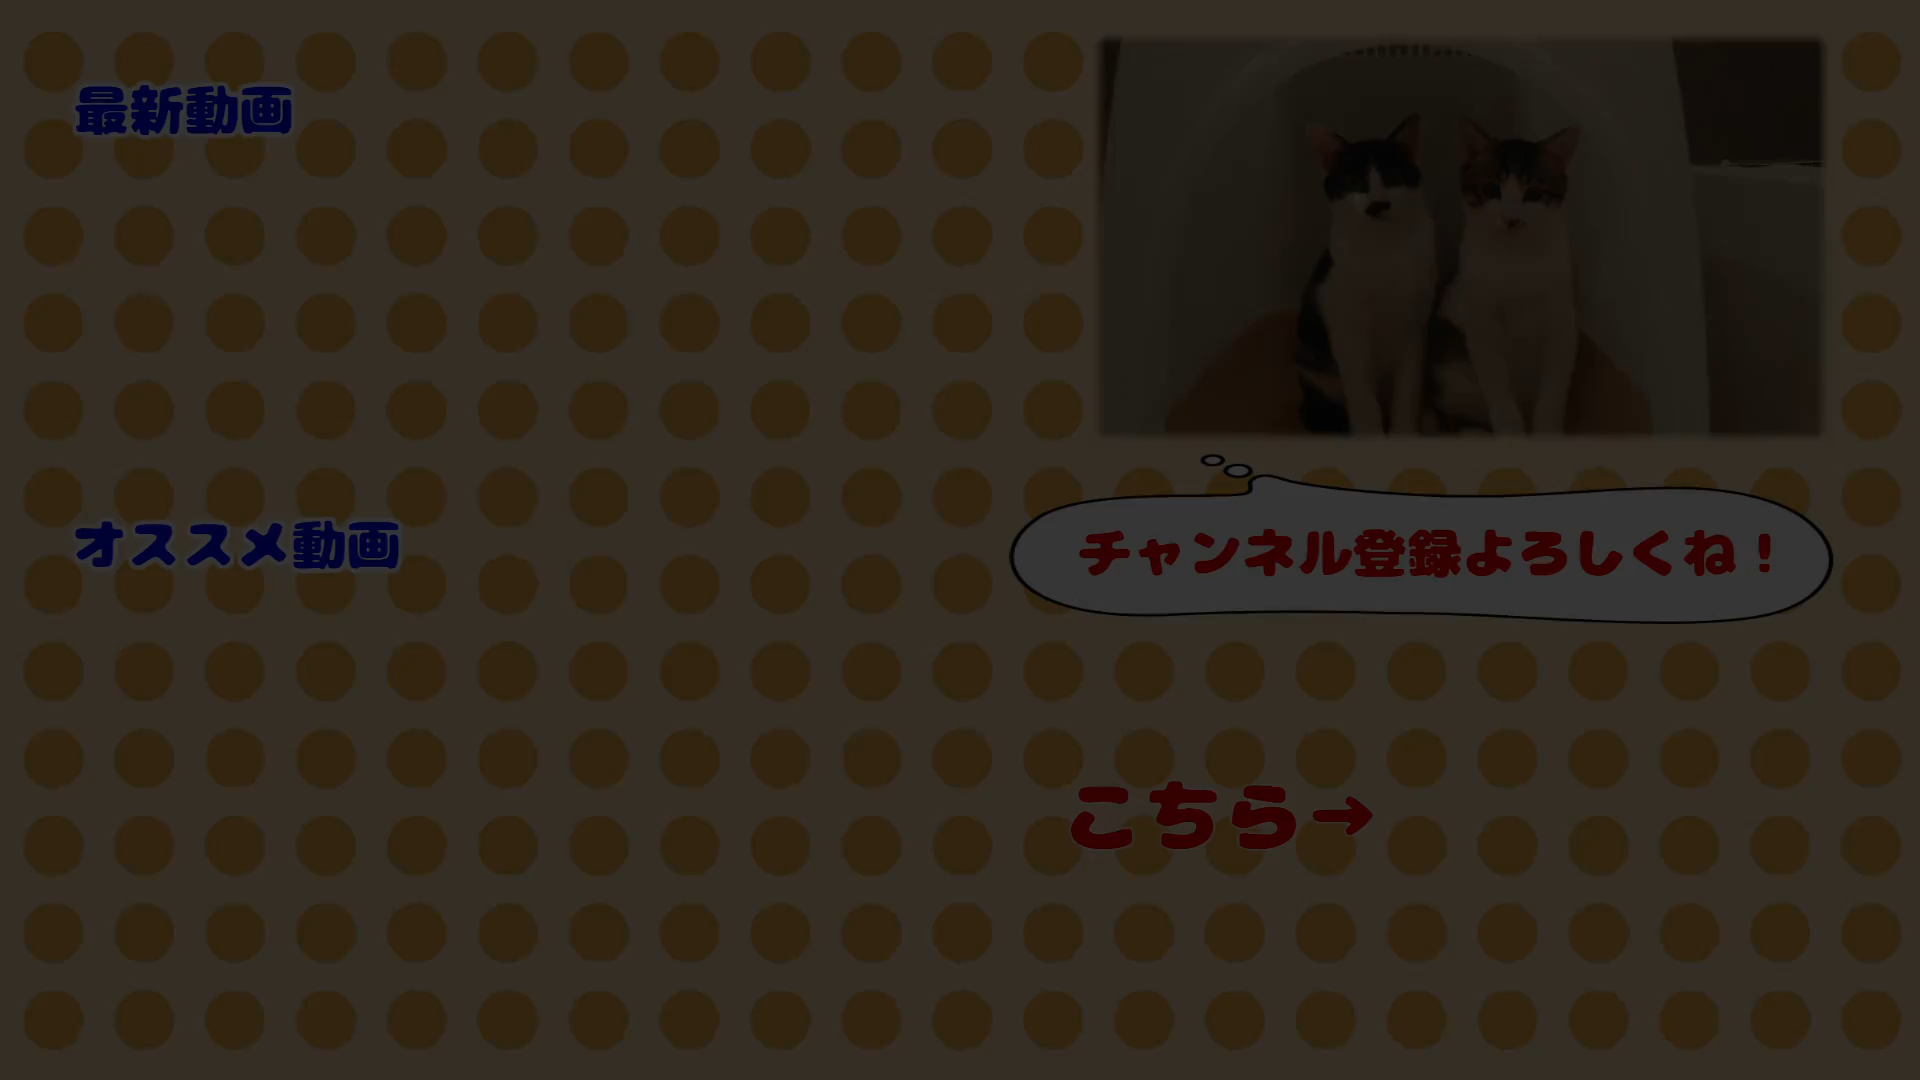 最新動画
オススメ動画
チャンネル登録よろしくね！
こちら→